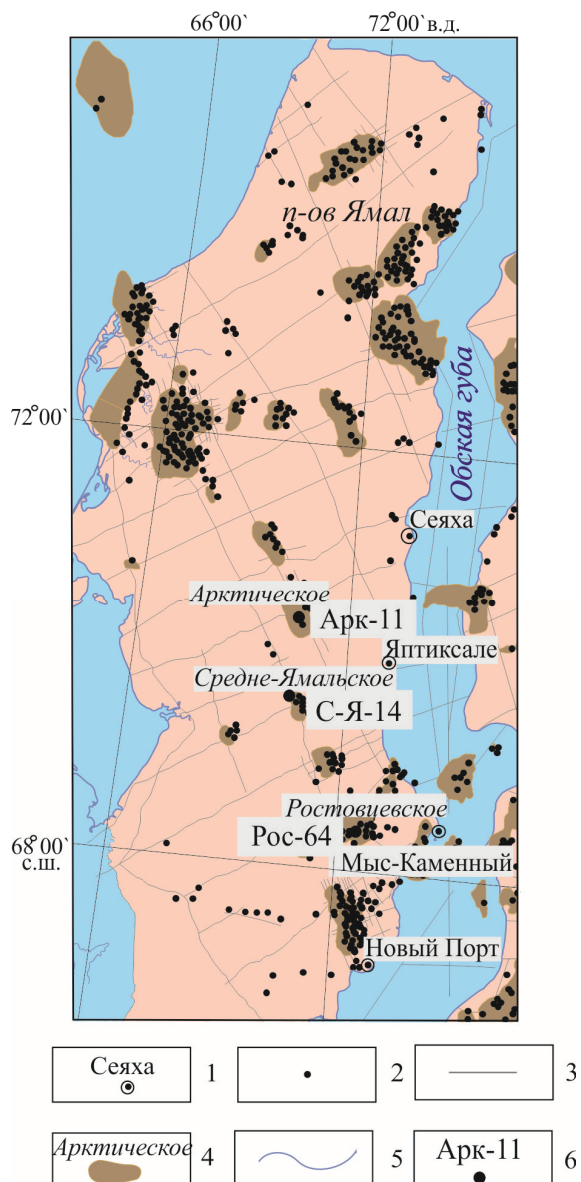 66°00` 72°00` в.д.
п-ов Ямал
72°00`
Обская губа
Сеяха
Арктическое
Арк-11
Яптиксале
Средне-Ямальское
С-Я-14
Ростовцевское
Рос-64
68°00`
с.ш.
Мыс-Каменный
Новый Порт
Сеяха 1
2
3
Арктическое 4
5
Арк-11 6